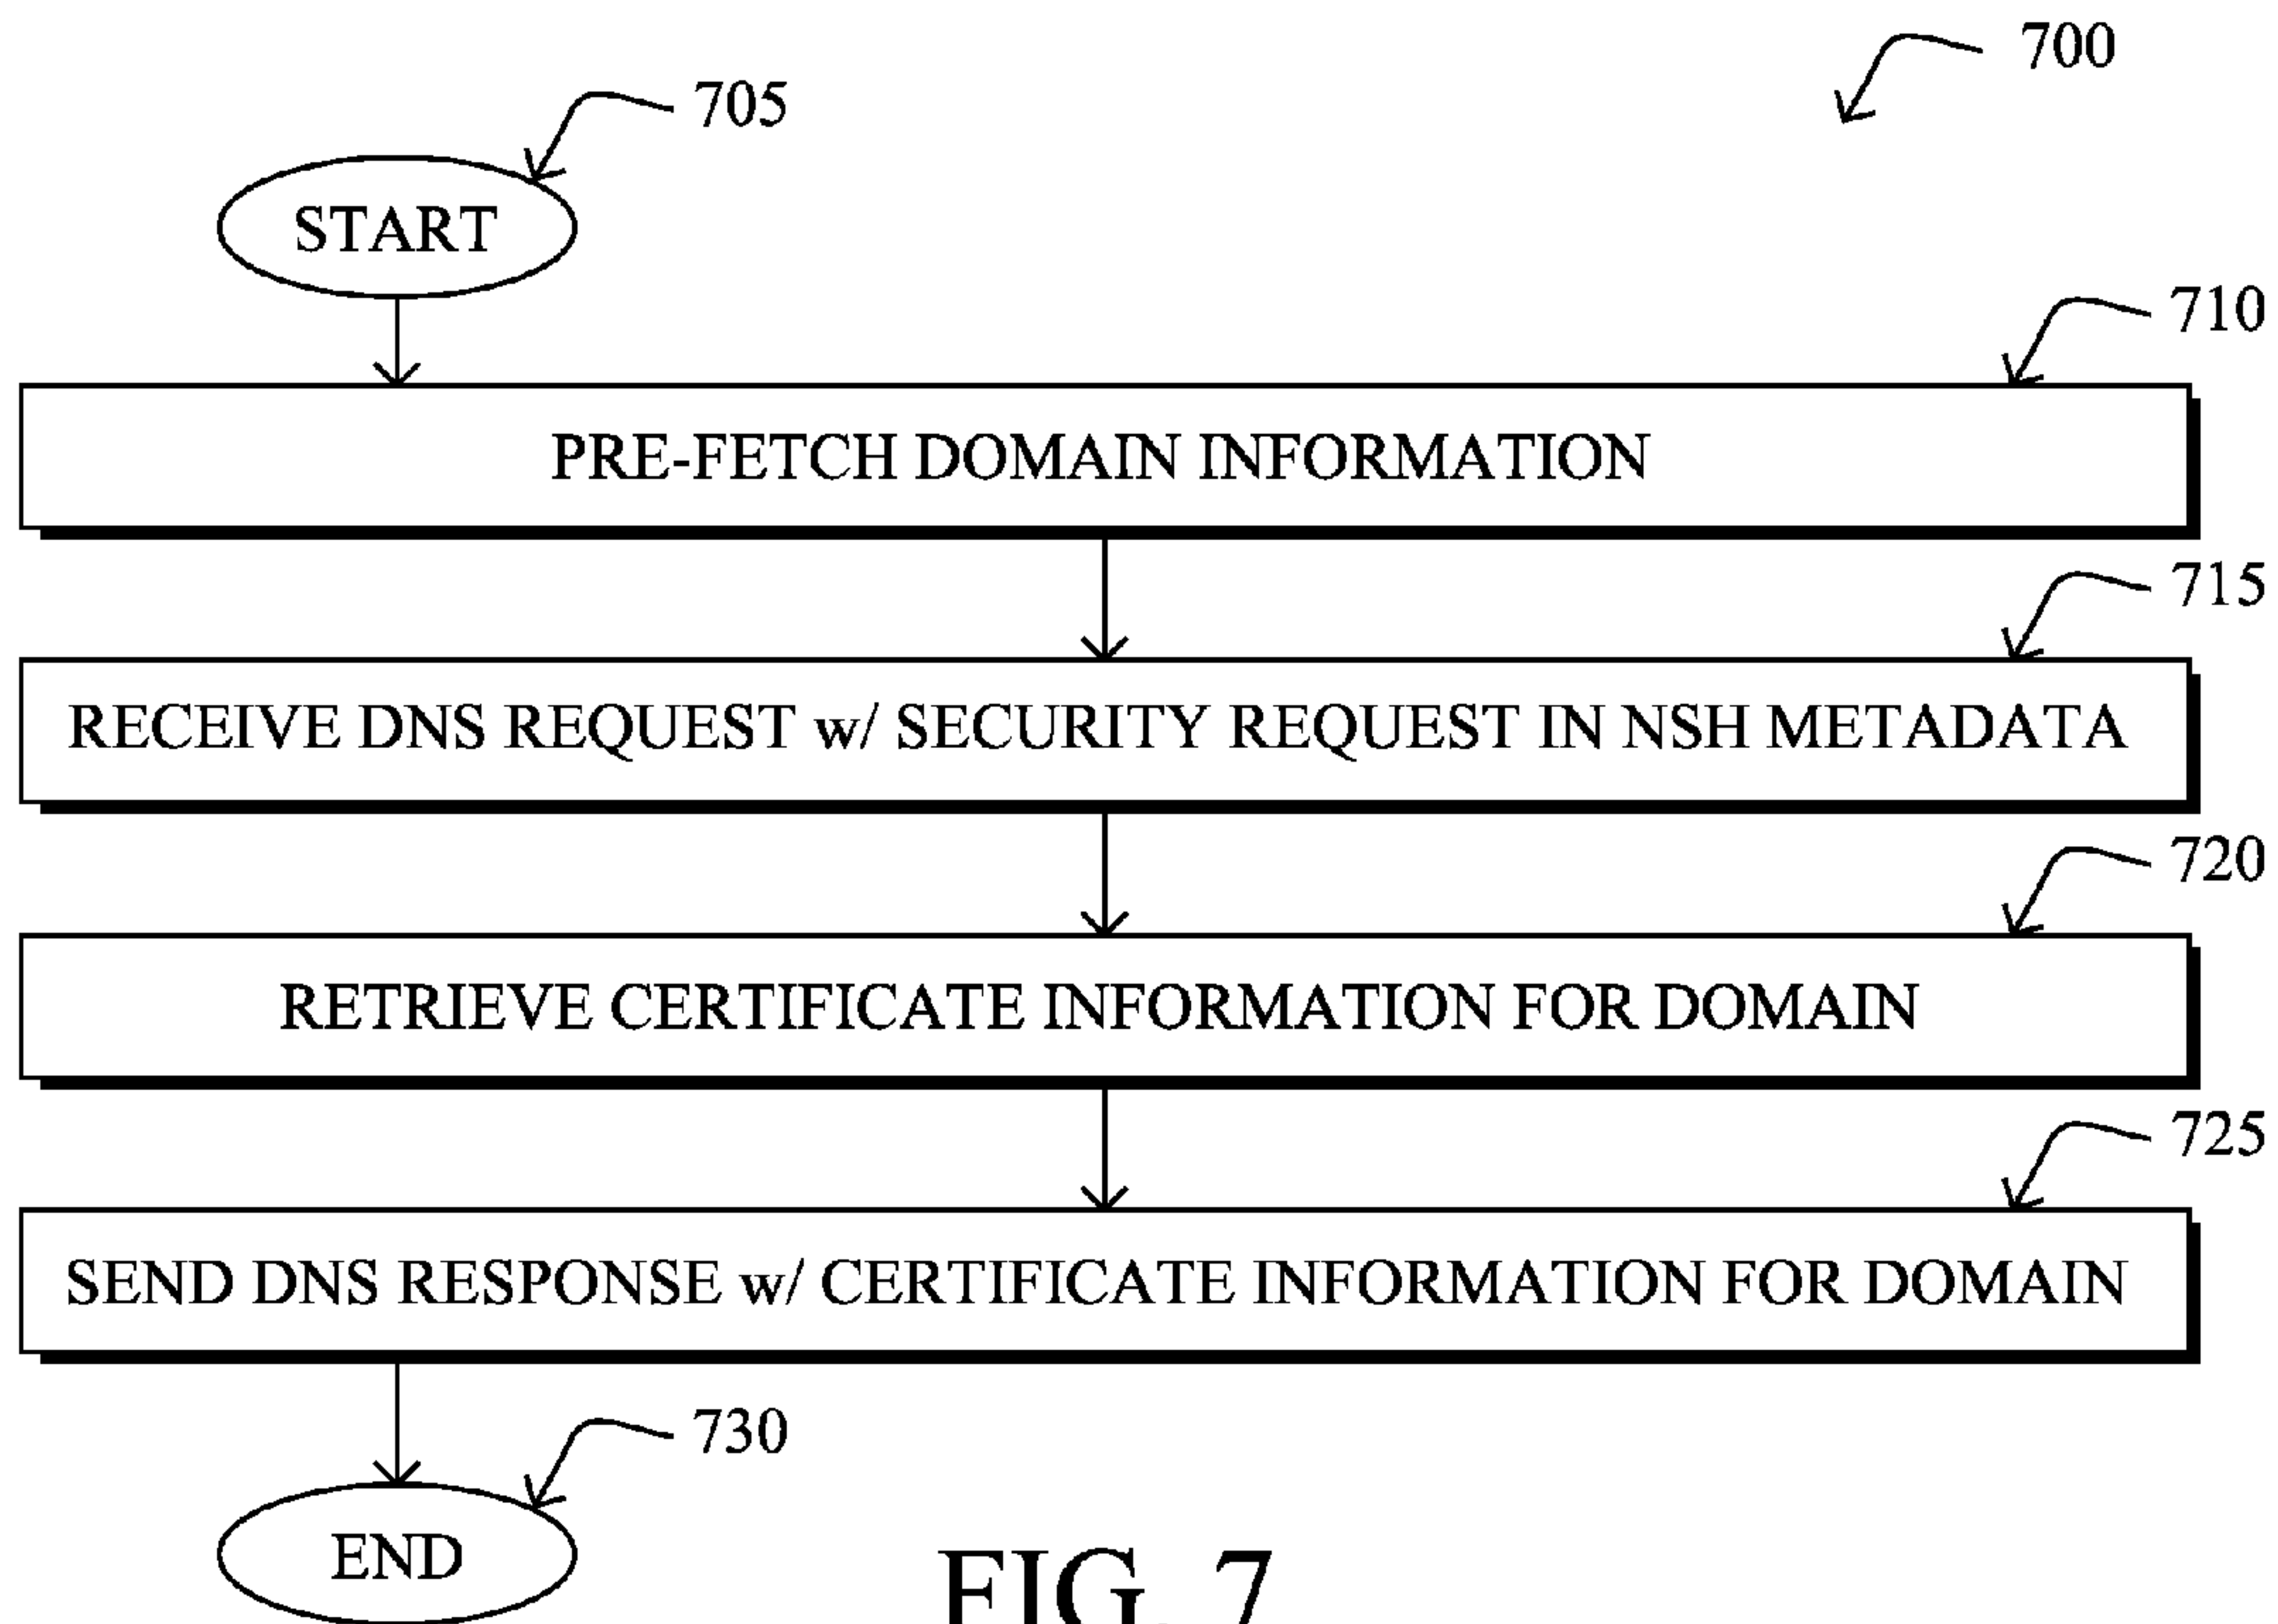 700
705
START
710
PRE-FETCH DOMAIN INFORMATION
715
RECEIVE DNS REQUEST w/ SECURITY REQUEST IN NSH METADATA
720
RETRIEVE CERTIFICATE INFORMATION FOR DOMAIN
725
SEND DNS RESPONSE w/ CERTIFICATE INFORMATION FOR DOMAIN
730
END
FIG. 7